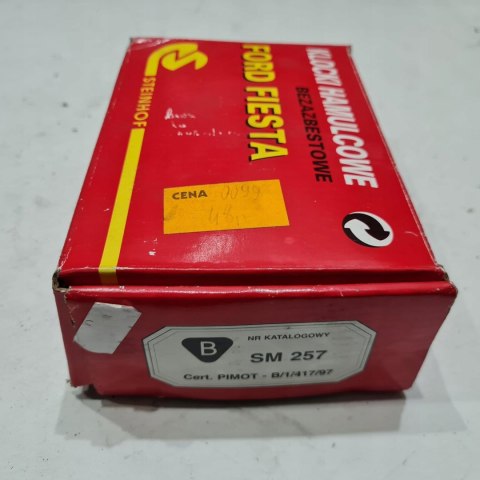 KLOCKI HAMULCOWE
BEZAZBESTOWE
FORD FIESTA
STEINHOF
CENA
B
NR KATALOGOWY
SM 257
Cert. PIMOT - B/1/417/97